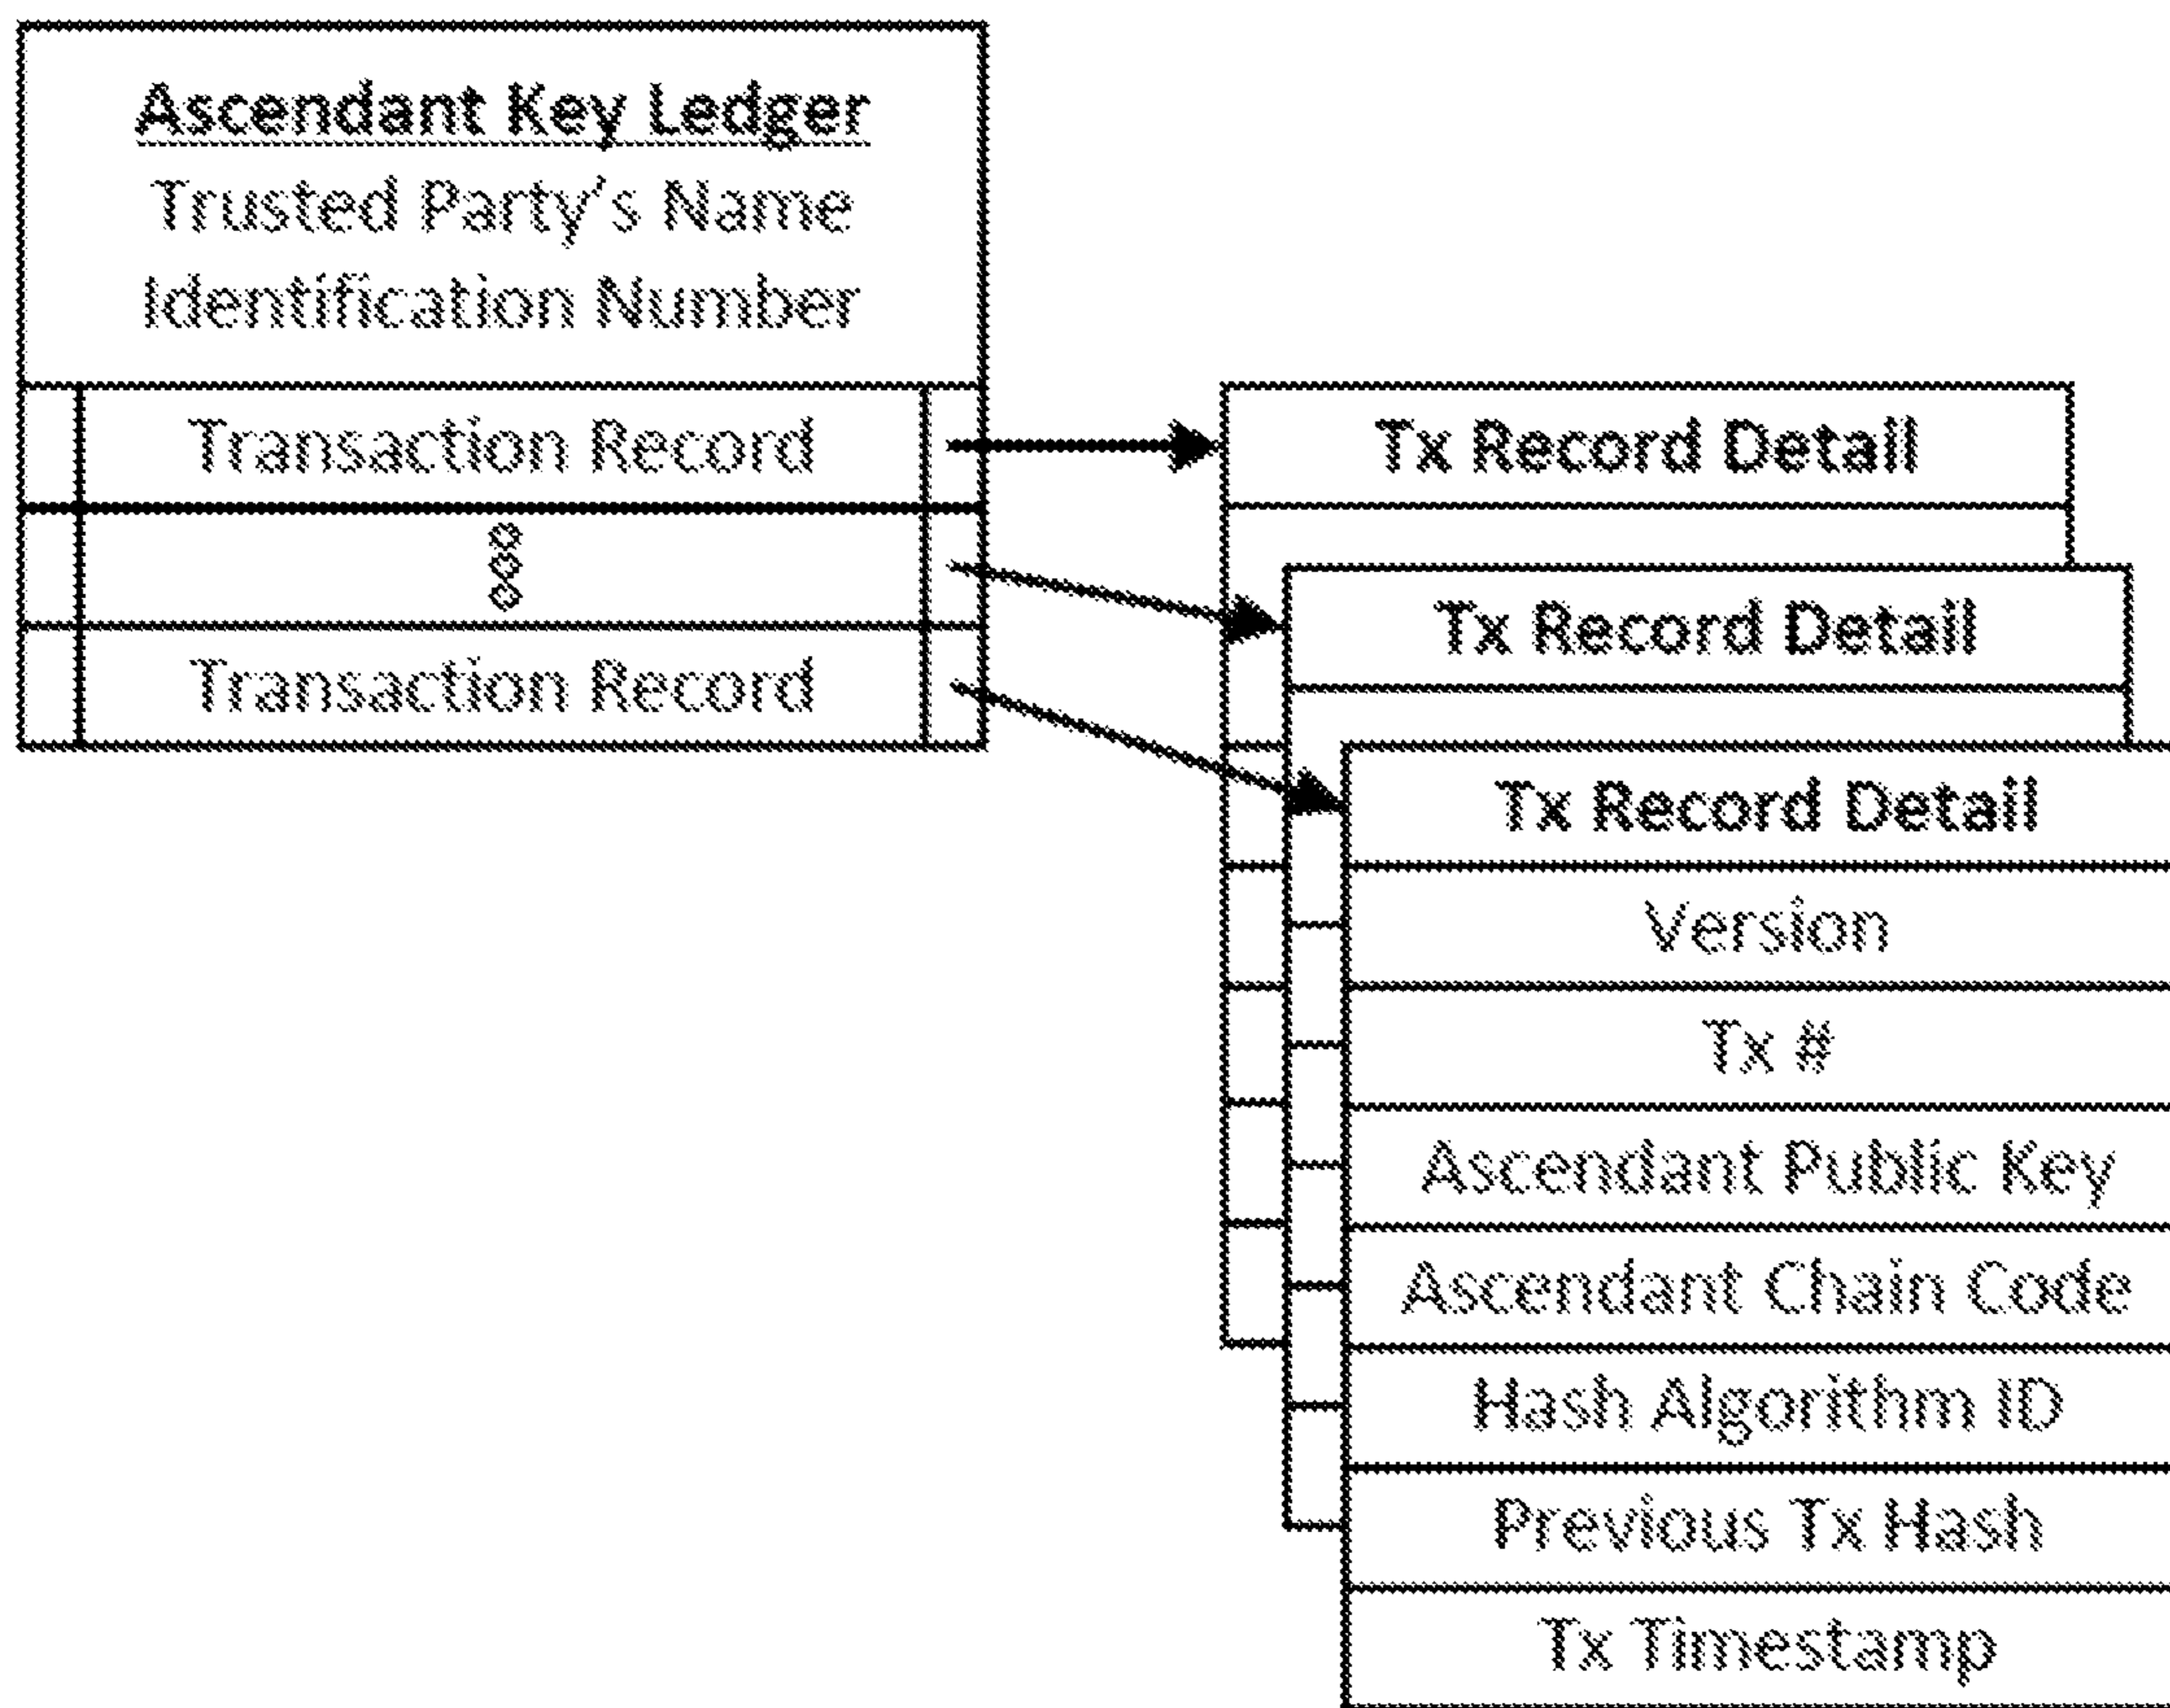 Ascendant Key Ledger
Trusted Party's Name
Identification Number
Transaction Record
Transaction Record
Tx Record Detail
Tx Record Detail
Tx Record Detail
Version
Tx #
Ascendant Public Key
Ascendant Chain Code
Hash Algorithm ID
Previous Tx Hash
Tx Timestamp